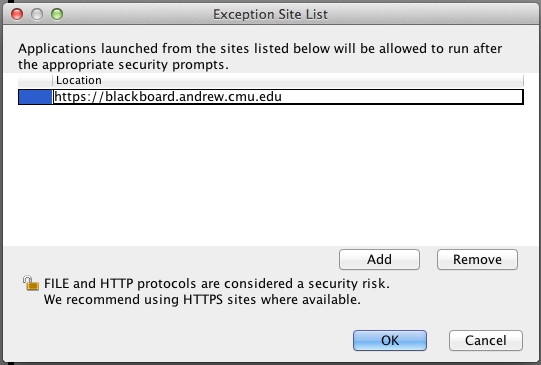 Exception Site List
Applications launched from the sites listed below will be allowed to run after
the appropriate security prompts.
Location
https://blackboard.andrew.cmu.edu
Add
Remove
FILE and HTTP protocols are considered a security risk.
We recommend using HTTPS sites where available.
OK
Cancel